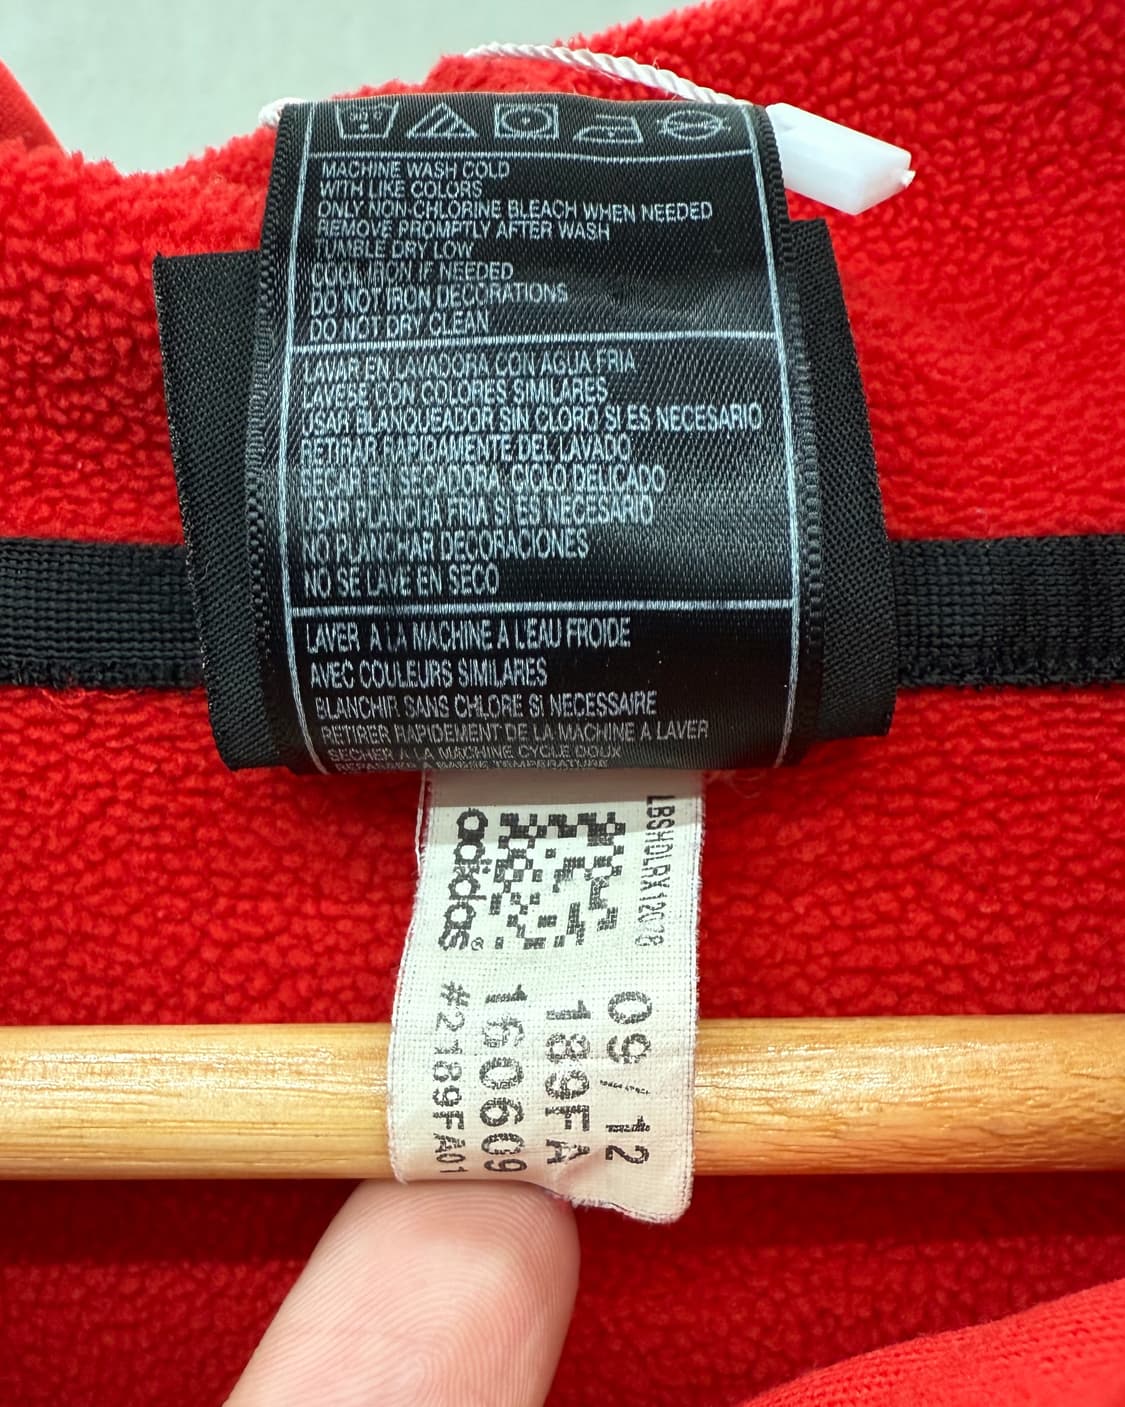 MACHINE WASH COLD
WITH LIKE COLORS
ONLY NON-CHLORINE BLEACH WHEN NEEDED
REMOVE PROMPTLY AFTER WASH
TUMBLE DRY LOW
COOL IRON IF NEEDED
DO NOT IRON DECORATIONS
DO NOT DRY CLEAN
LAVAR EN LAVADORA CON AGUA FRIA
LAVESE CON COLORES SIMILARES
USAR BLANQUEADOR SIN CLORO SI ES NECESARIO
RETIRAR RAPIDAMENTE DEL LAVADO
SECAR EN SECADORA, CICLO DELICADO
USAR PLANCHA FRIA SI ES NECESARIO
NO PLANCHAR DECORACIONES
NO SE LAVE EN SECO
LAVER A LA MACHINE A L'EAU FROIDE
AVEC COULEURS SIMILARES
BLANCHIR SANS CHLORE SI NECESSAIRE
RETIRER RAPIDEMENT DE LA MACHINE A LAVER
SECHER A LA MACHINE CYCLE DOUX
REPASSER A BASSE TEMPERATURE
LBSHDLRX12078
09/12
189FA
160609
#2189FA01
adidas®